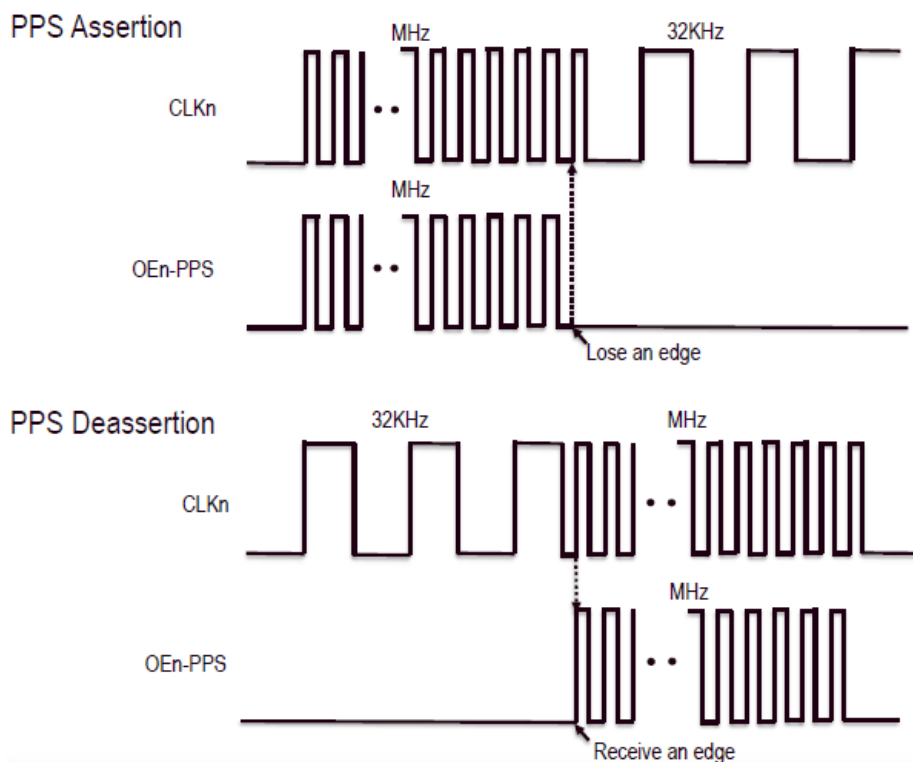 PPS Assertion
MHz
32KHz
CLKn
MHz
OEn-PPS
Lose an edge
PPS Deassertion
32KHz
MHz
CLKn
MHz
OEn-PPS
Receive an edge